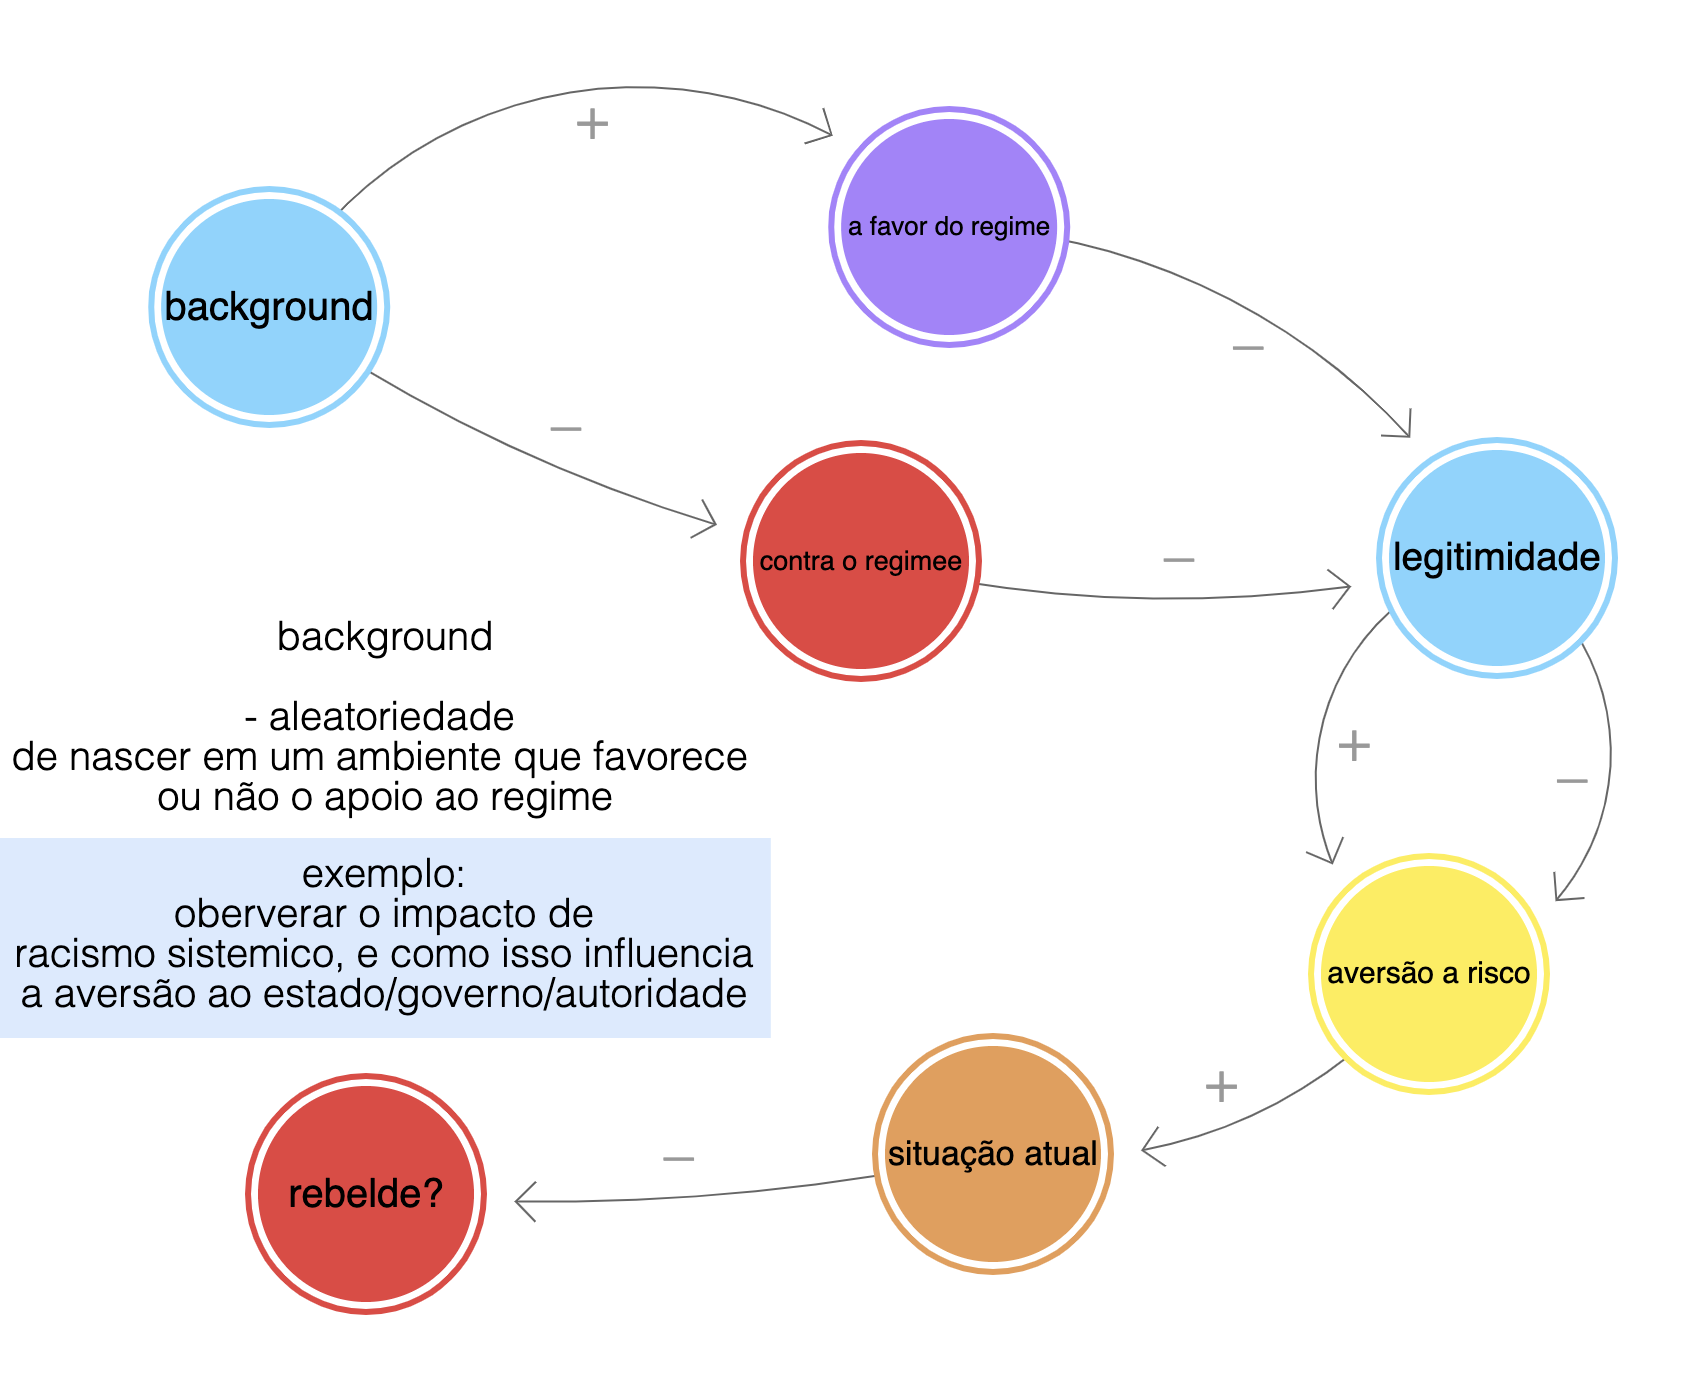 +
a favor do regime
background
–
–
contra o regimee
–
legitimidade
background
- aleatoriedade
de nascer em um ambiente que favorece
ou não o apoio ao regime
+
–
exemplo:
oberverar o impacto de
racismo sistemico, e como isso influencia
a aversão ao estado/governo/autoridade
aversão a risco
+
situação atual
–
rebelde?